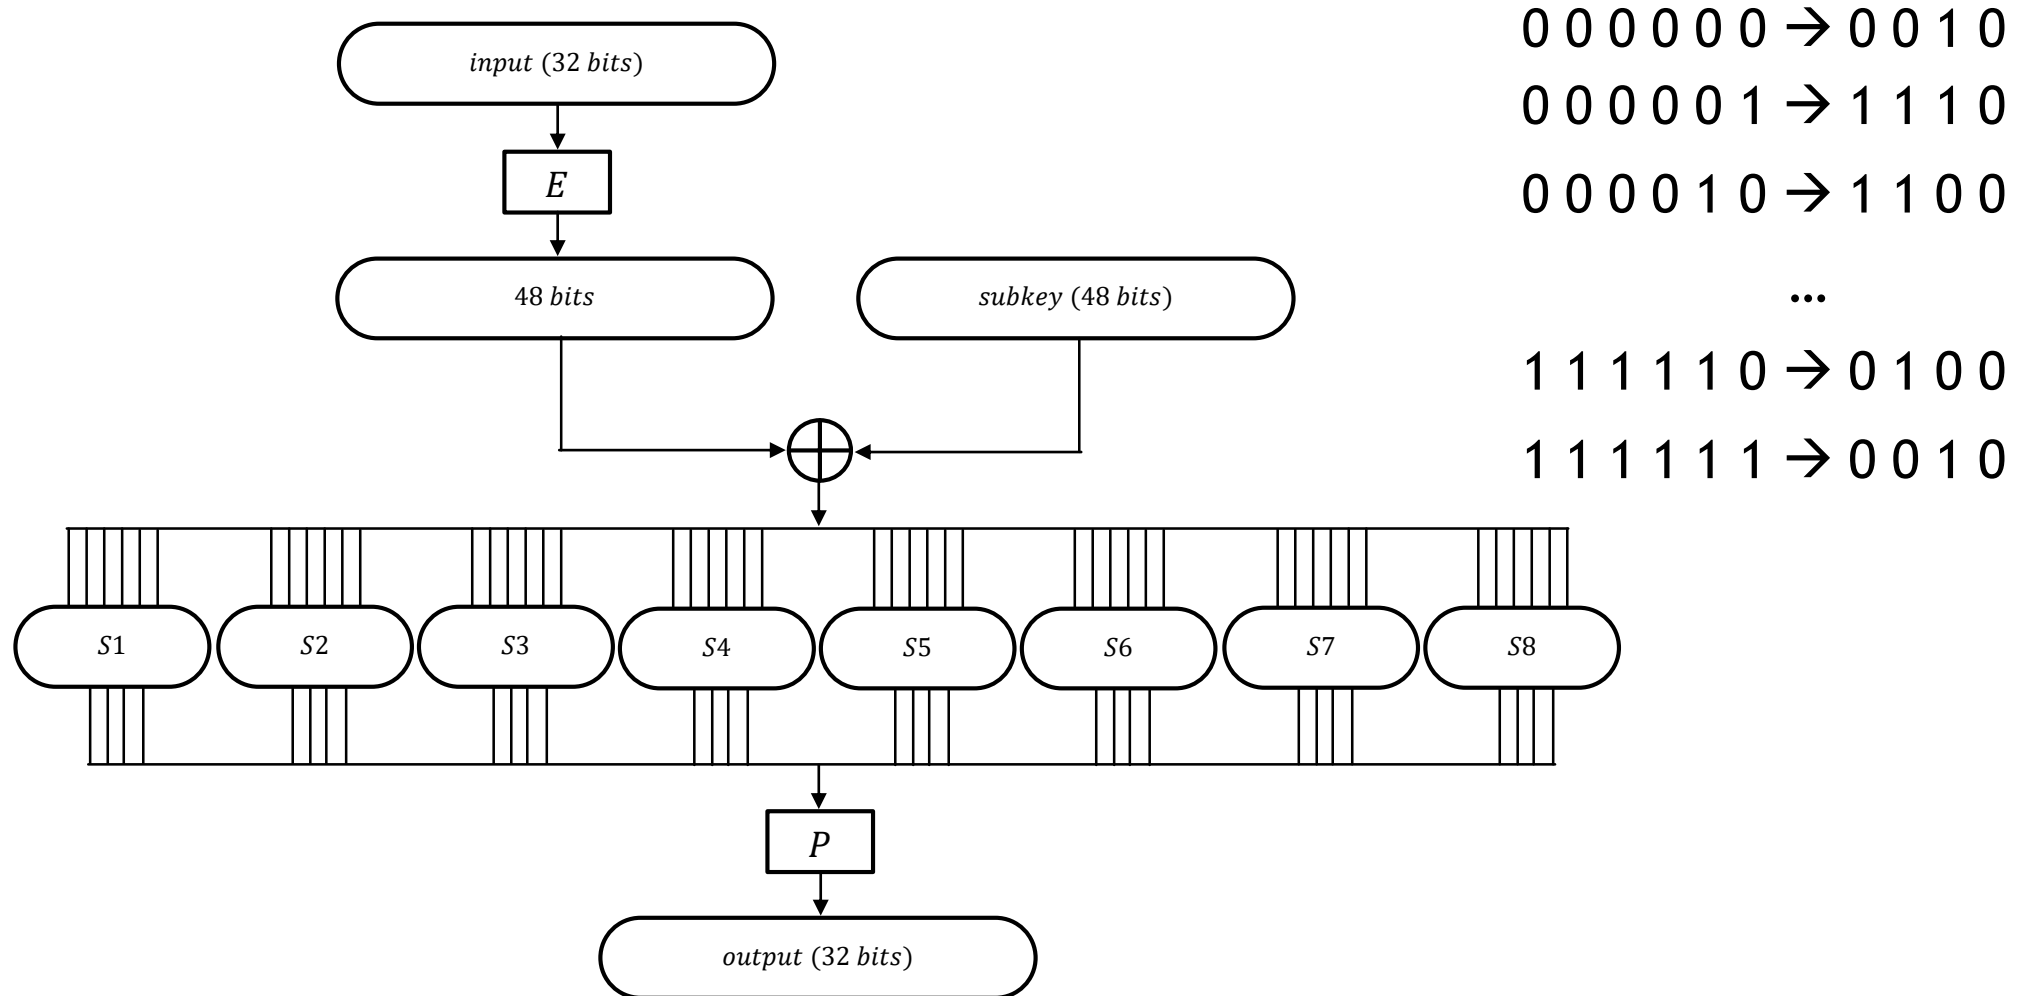 input (32 bits)
E
48 bits
subkey (48 bits)
S1
S2
S3
S4
S5
S6
S7
S8
P
output (32 bits)
0 0 0 0 0 0 → 0 0 1 0
0 0 0 0 0 1 → 1 1 1 0
0 0 0 0 1 0 → 1 1 0 0
...
1 1 1 1 1 0 → 0 1 0 0
1 1 1 1 1 1 → 0 0 1 0